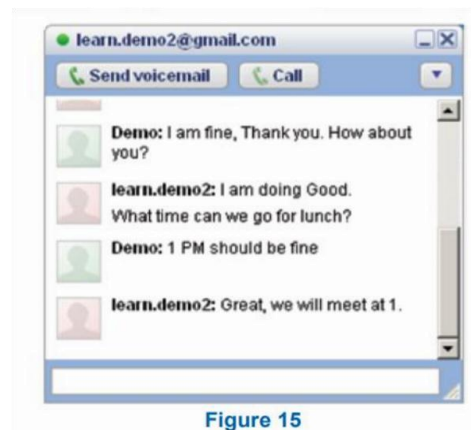 learn.demo2@gmail.com
Send voicemail
Call
Demo: I am fine, Thank you. How about
you?
learn.demo2: I am doing Good.
What time can we go for lunch?
Demo: 1 PM should be fine
learn.demo2: Great, we will meet at 1.
Figure 15